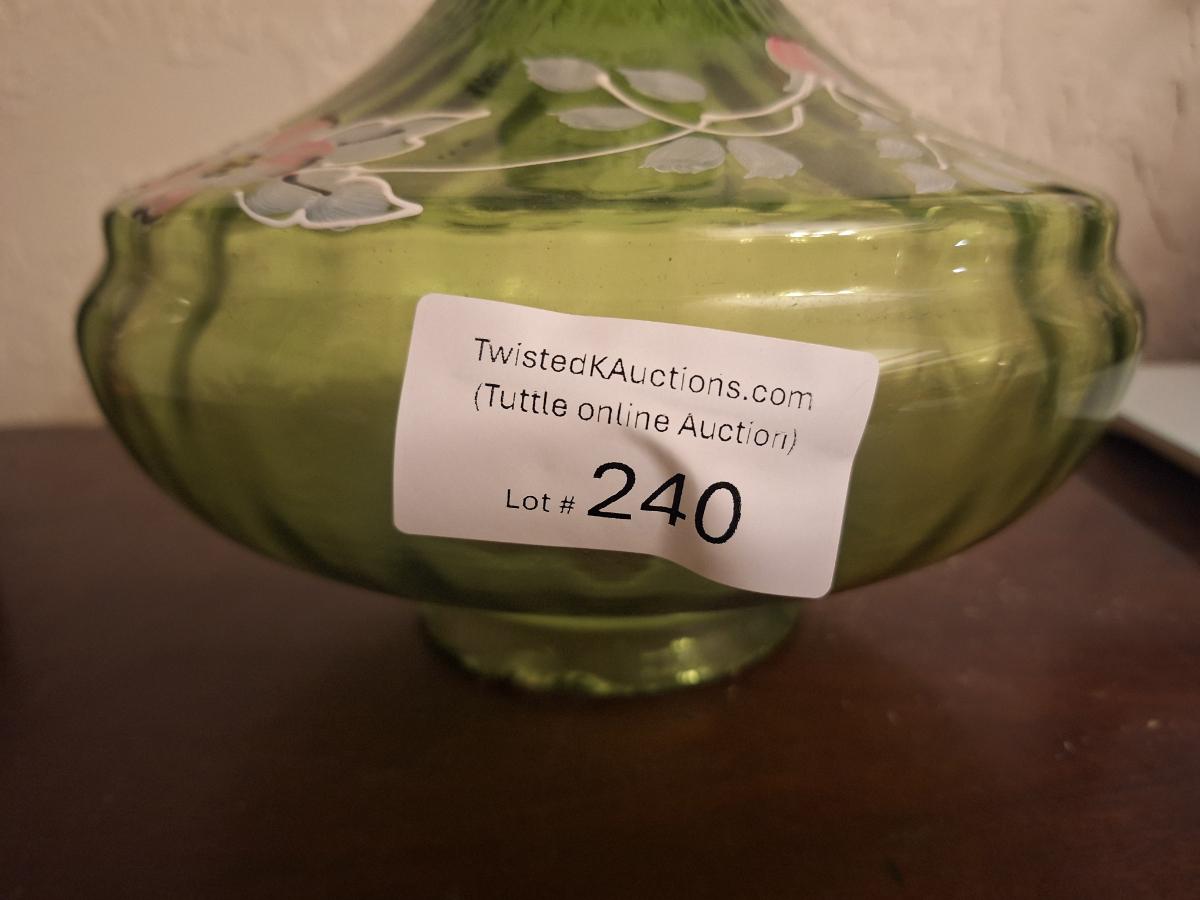 TwistedKAuctions.com
(Tuttle online Auction)
Lot # 240